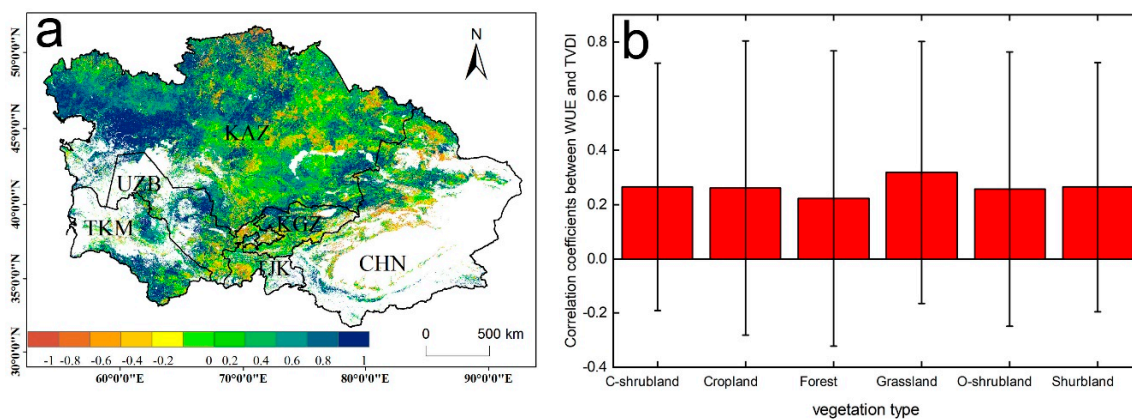 a
N
50°0'0"N
45°0'0"N
40°0'0"N
35°0'0"N
30°0'0"N
KAZ
UZB
TKM
KGZ
TJK
CHN
-1 -0.8 -0.6 -0.4 -0.2 0 0.2 0.4 0.6 0.8 1
0 500 km
60°0'0"E 70°0'0"E 80°0'0"E 90°0'0"E
b
Correlation coefficients between WUE and TVDI
0.8
0.6
0.4
0.2
0.0
-0.2
-0.4
C-shrubland Cropland Forest Grassland O-shrubland Shurbland
vegetation type